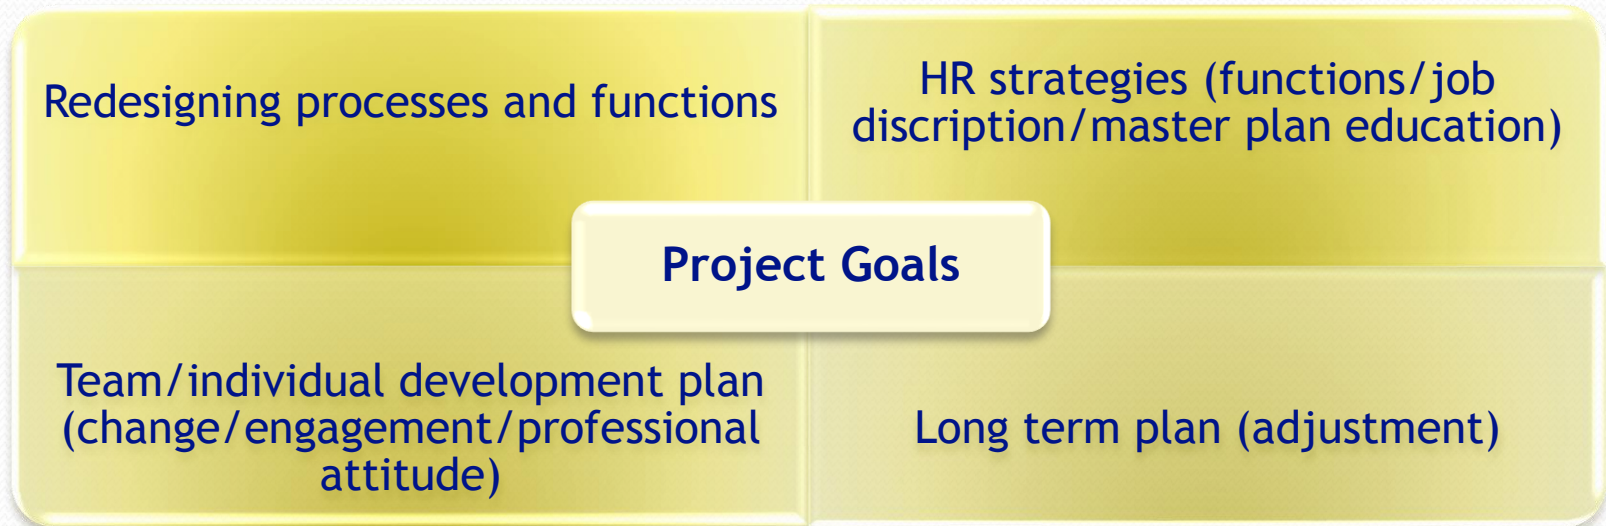 Redesigning processes and functions
HR strategies (functions/job
discription/master plan education)
Project Goals
Team/individual development plan
(change/engagement/professional
attitude)
Long term plan (adjustment)